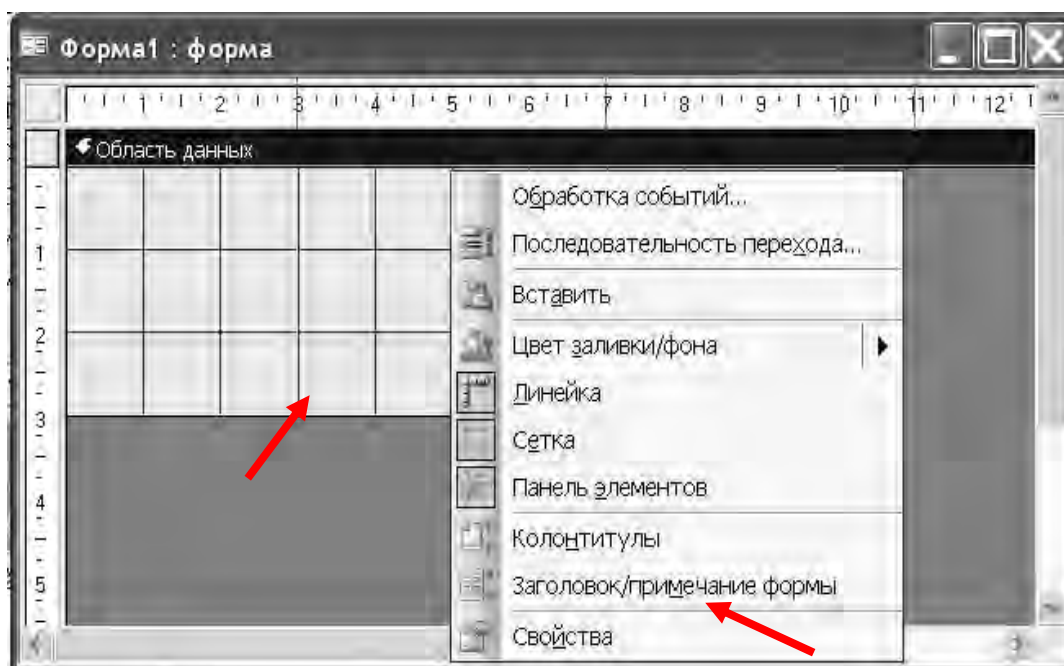 Форма1 : форма
1 2 3 4 5 6 7 8 9 10 11 12
Область данных
1
2
3
4
5
Обработка событий...
Последовательность перехода...
Вставить
Цвет заливки/фона
Линейка
Сетка
Панель элементов
Колонтитулы
Заголовок/примечание формы
Свойства